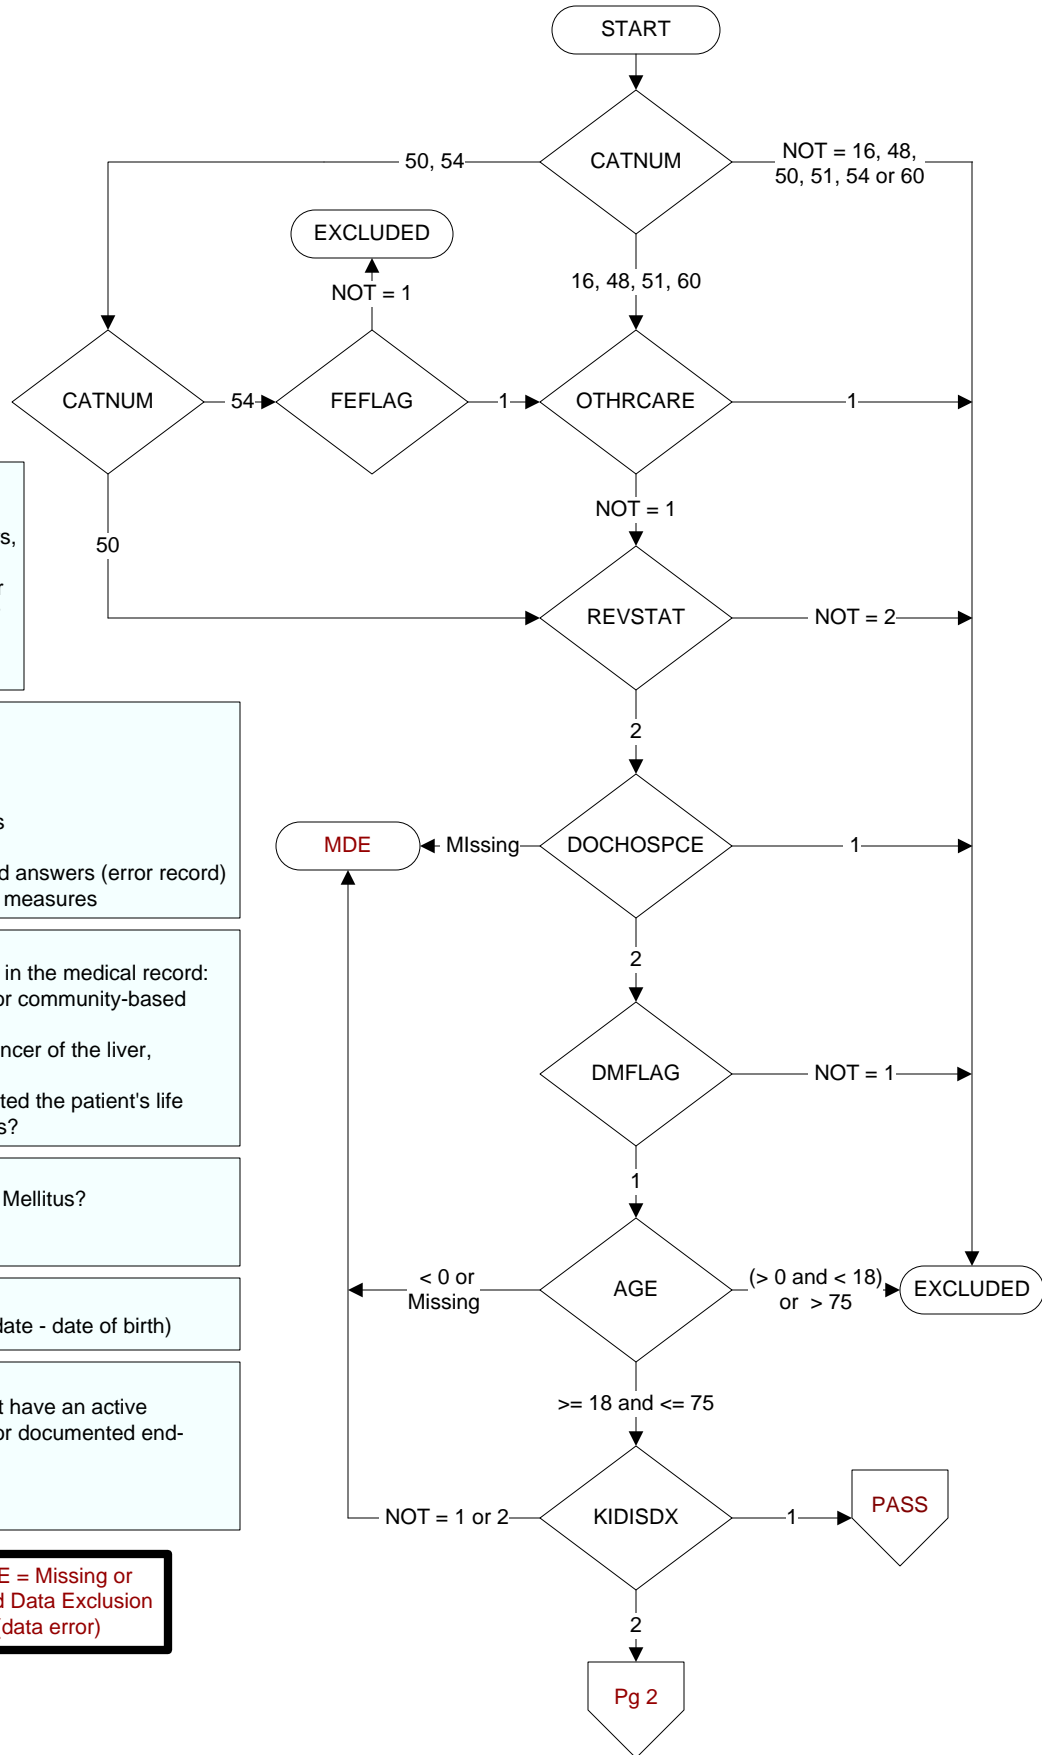 START
CATNUM
50, 54
NOT = 16, 48,
50, 51, 54 or 60
EXCLUDED
NOT = 1
16, 48, 51, 60
CATNUM
54
FEFLAG
1
OTHRCARE
1
NOT = 1
50
REVSTAT
NOT = 2
2
MDE
MIssing
DOCHOSPCE
1
2
DMFLAG
NOT = 1
1
< 0 or
Missing
AGE
(> 0 and < 18)
or > 75
EXCLUDED
>= 18 and <= 75
NOT = 1 or 2
KIDISDX
1
PASS
2
Pg 2
s,
r
s
d answers (error record)
measures
in the medical record:
or community-based
ncer of the liver,
ted the patient's life
s?
Mellitus?
date - date of birth)
t have an active
or documented end-
E = Missing or
d Data Exclusion
(data error)